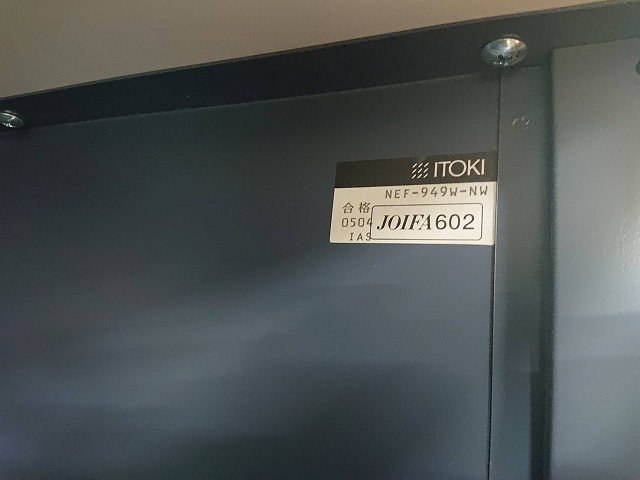 ITOKI
NEF-949W-NW
合格
0504
JOIFA602
IAS